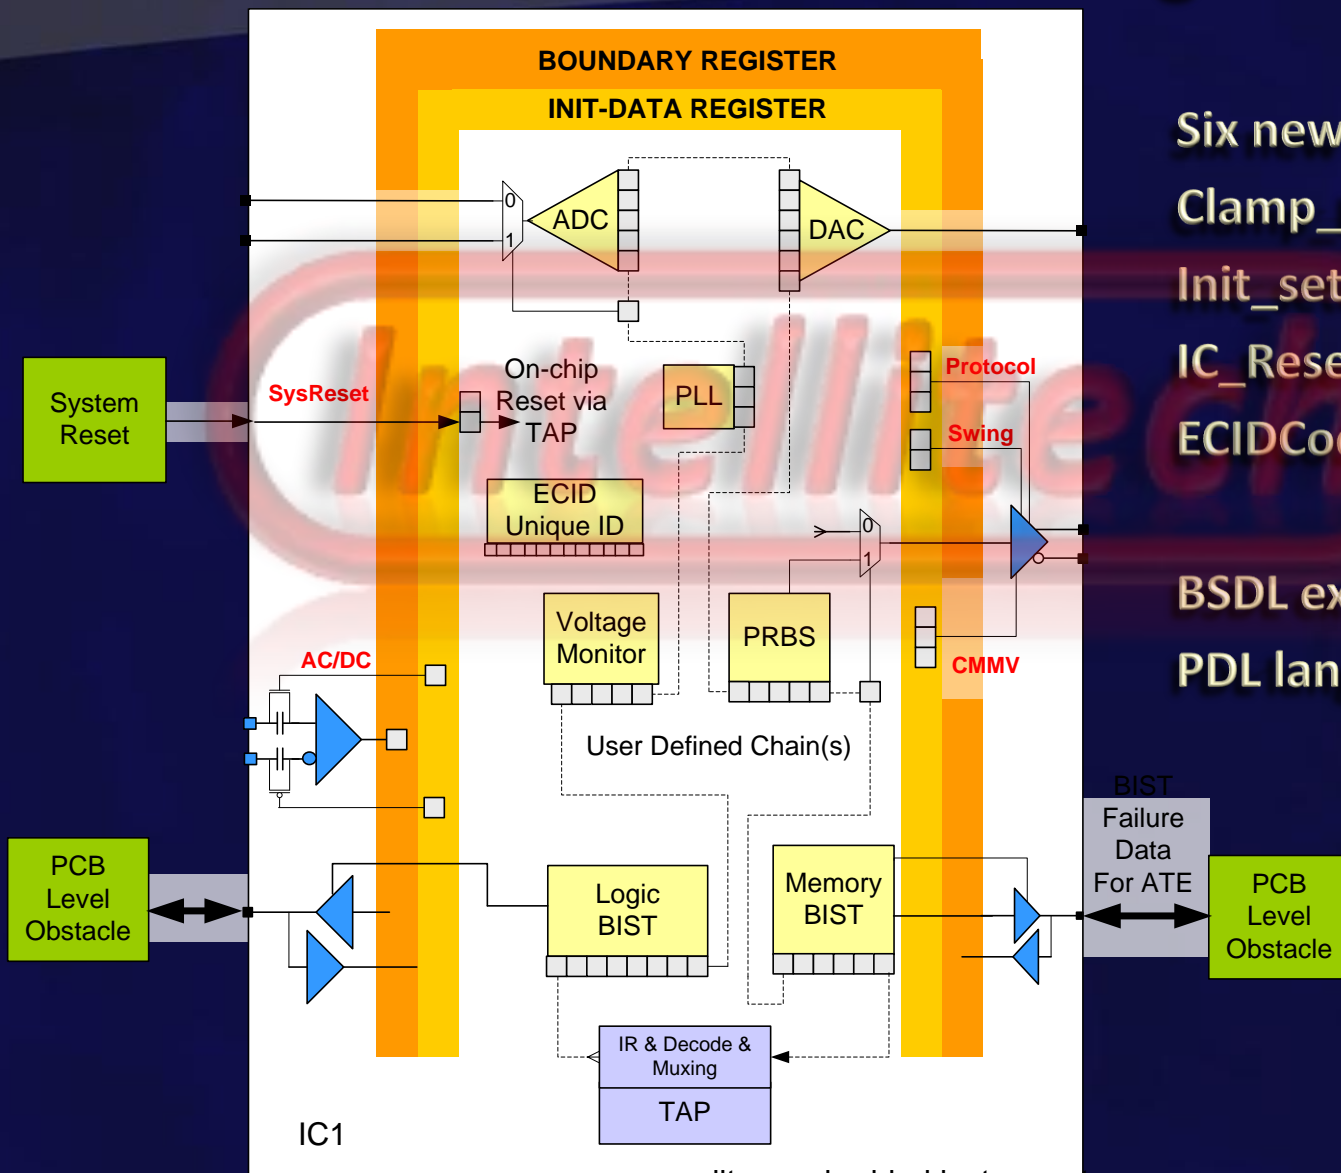 BOUNDARY REGISTER
INIT-DATA REGISTER
Six new
Clamp_
Init_set
IC_Rese
ECIDCo
BSDL ex
PDL lan
0
1
ADC
DAC
System
Reset
SysReset
On-chip
Reset via
TAP
PLL
Protocol
Swing
Intellitech
ECID
Unique ID
0
1
Voltage
Monitor
PRBS
CMMV
AC/DC
User Defined Chain(s)
PCB
Level
Obstacle
Logic
BIST
Memory
BIST
BIST
Failure
Data
For ATE
PCB
Level
Obstacle
IR & Decode &
Muxing
TAP
IC1